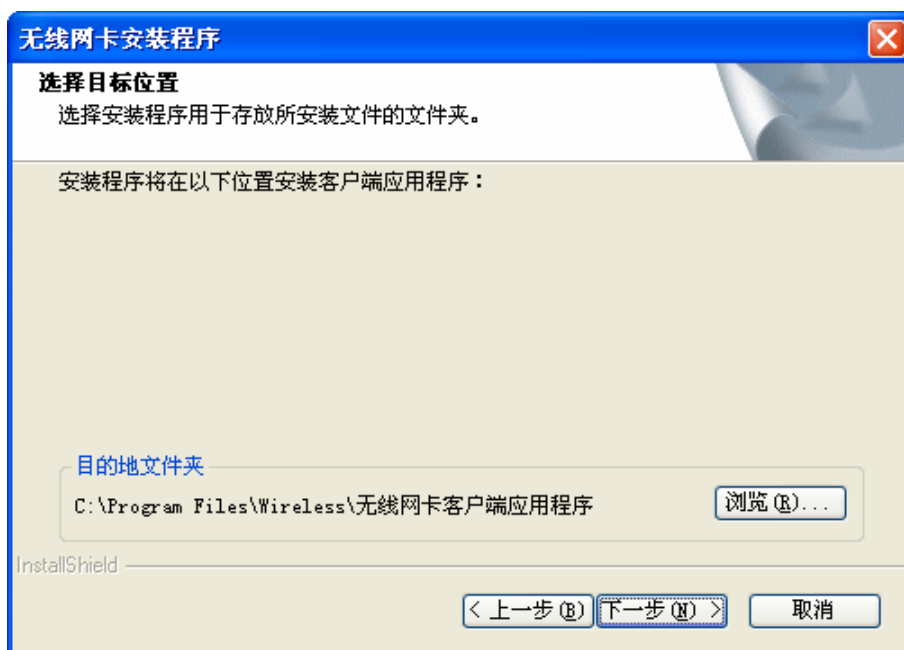 无线网卡安装程序
选择目标位置
选择安装程序用于存放所安装文件的文件夹。
安装程序将在以下位置安装客户端应用程序：
目的地文件夹
C:\Program Files\Wireless\无线网卡客户端应用程序
浏览(R)...
InstallShield
< 上一步(B) 下一步(N) > 取消